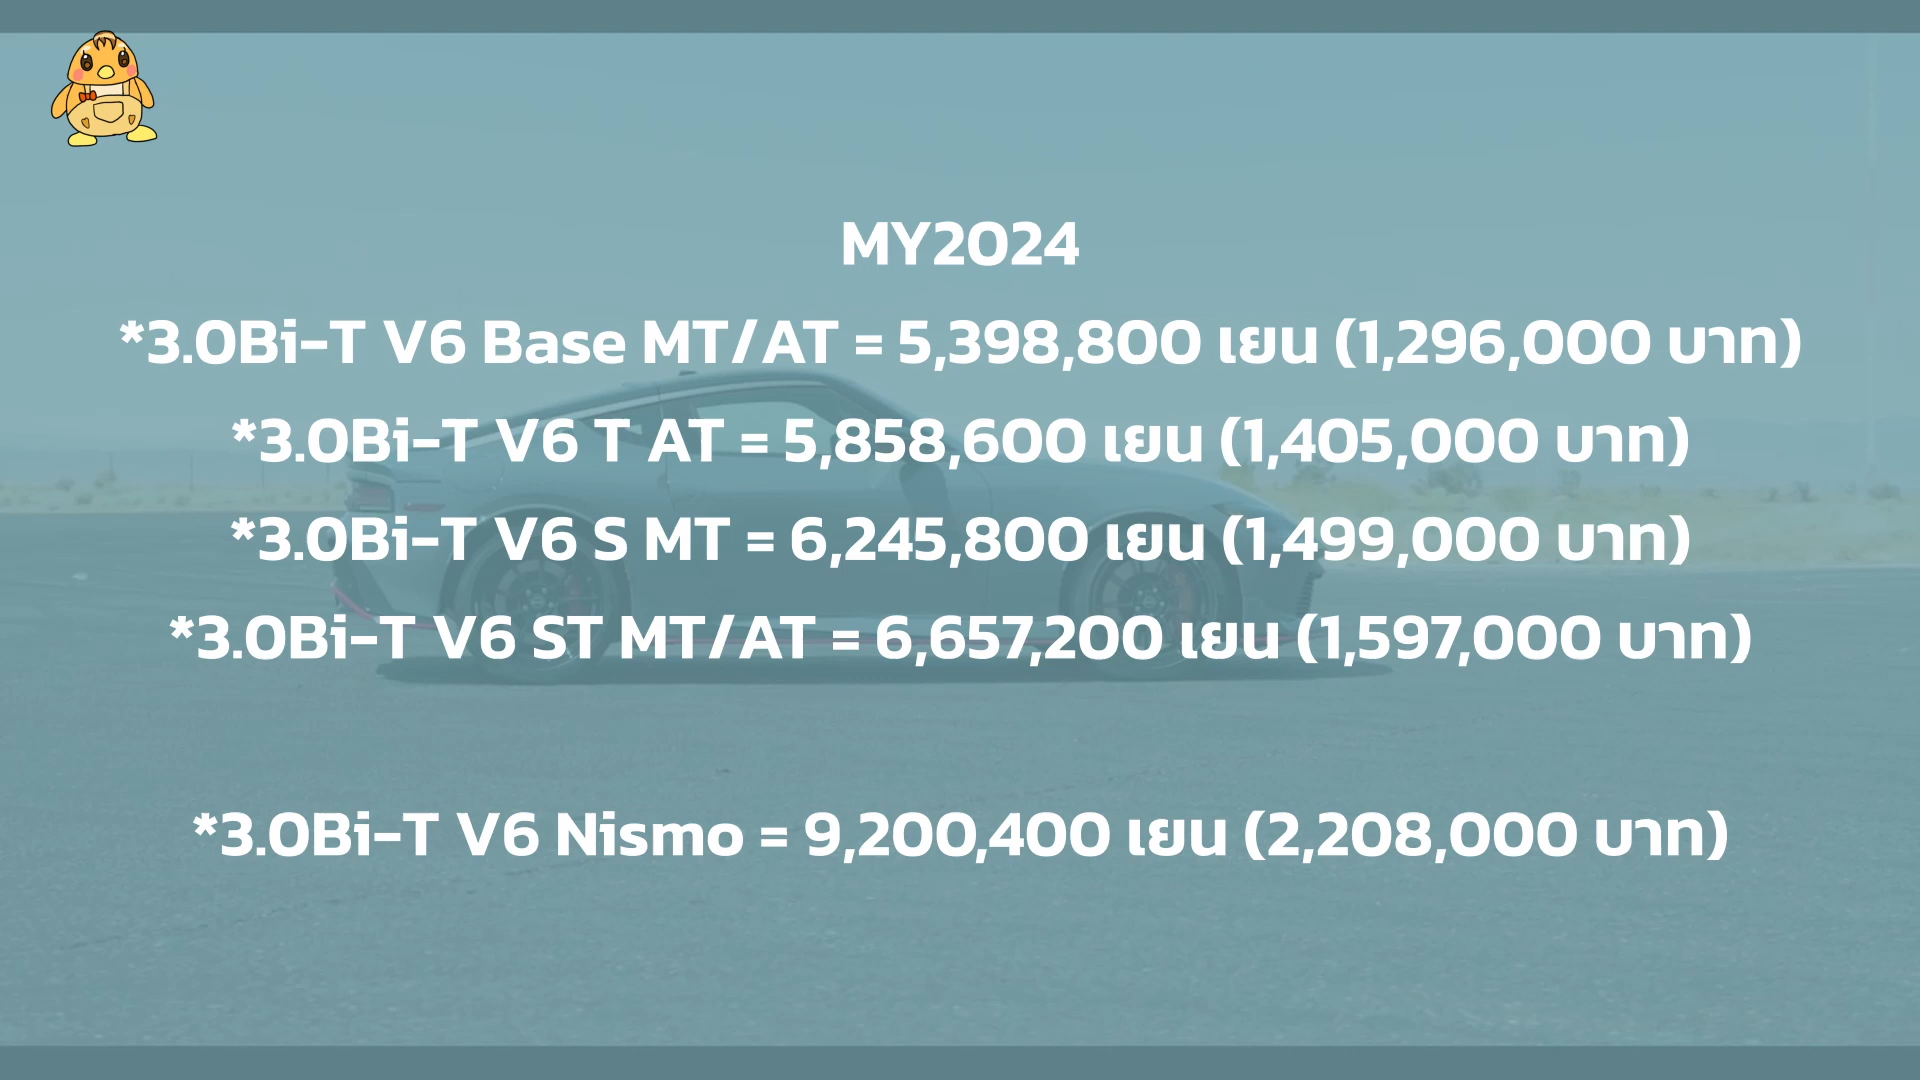 MY2024
*3.0Bi-T V6 Base MT/AT = 5,398,800 เยน (1,296,000 บาท)
*3.0Bi-T V6 T AT = 5,858,600 เยน (1,405,000 บาท)
*3.0Bi-T V6 S MT = 6,245,800 เยน (1,499,000 บาท)
*3.0Bi-T V6 ST MT/AT = 6,657,200 เยน (1,597,000 บาท)
*3.0Bi-T V6 Nismo = 9,200,400 เยน (2,208,000 บาท)